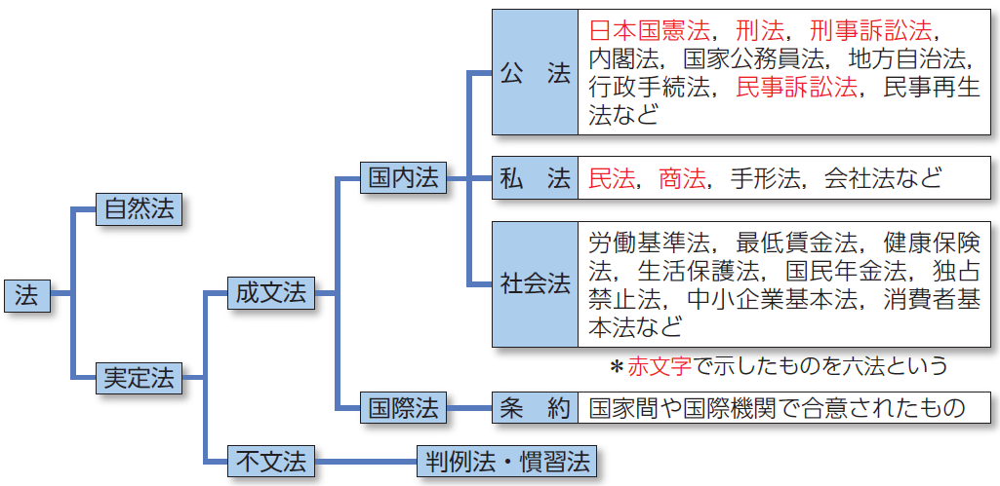 法
自然法
実定法
成文法
不文法
国内法
国際法
判例法・慣習法
公　法
日本国憲法，刑法，刑事訴訟法，
内閣法，国家公務員法，地方自治法，
行政手続法，民事訴訟法，民事再生
法など
私　法
民法，商法，手形法，会社法など
社会法
労働基準法，最低賃金法，健康保険
法，生活保護法，国民年金法，独占
禁止法，中小企業基本法，消費者基
本法など
＊赤文字で示したものを六法という
条　約
国家間や国際機関で合意されたもの